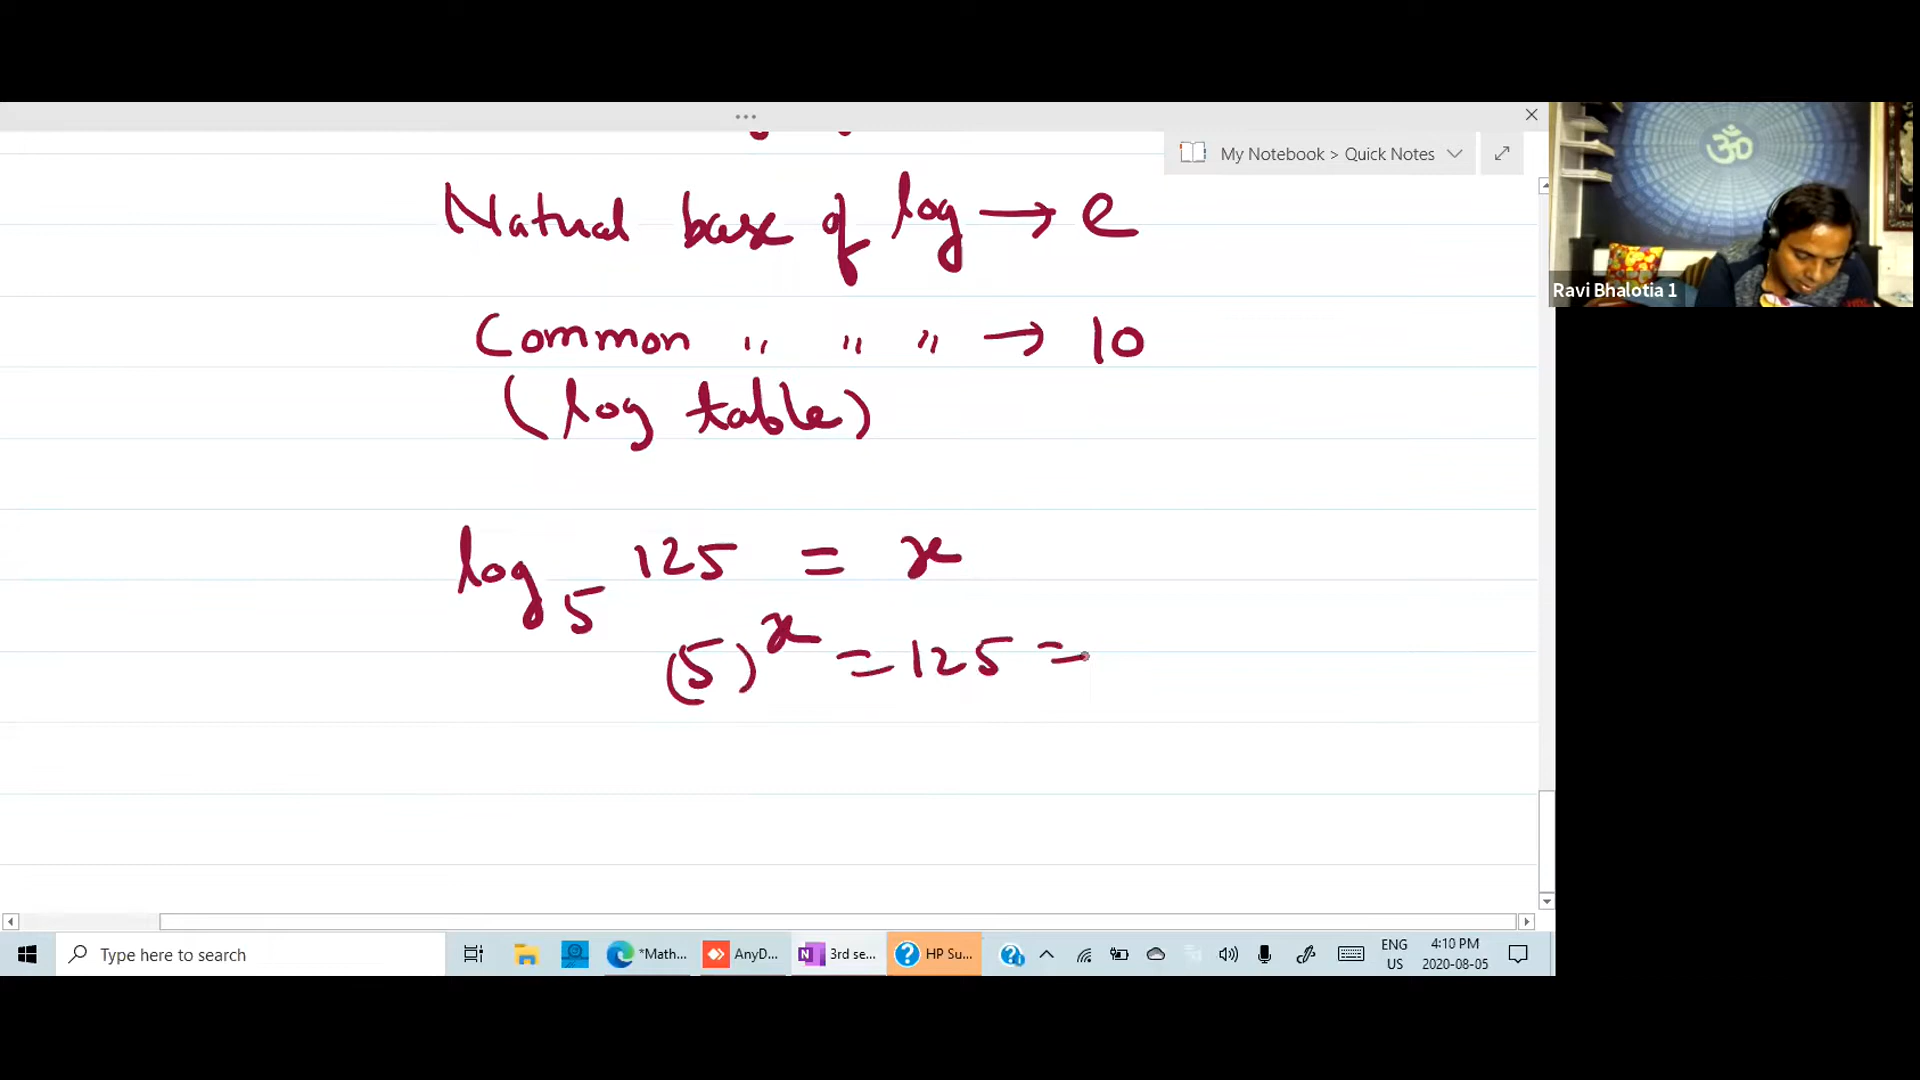 My Notebook > Quick Notes
Natural base of log → e
Common " " " → 10
(log table)
log₅ 125 = x
(5)ˣ = 125 =
Ravi Bhalotia 1
Type here to search
*Math...
AnyD...
3rd se...
HP Su...
ENG
US
4:10 PM
2020-08-05